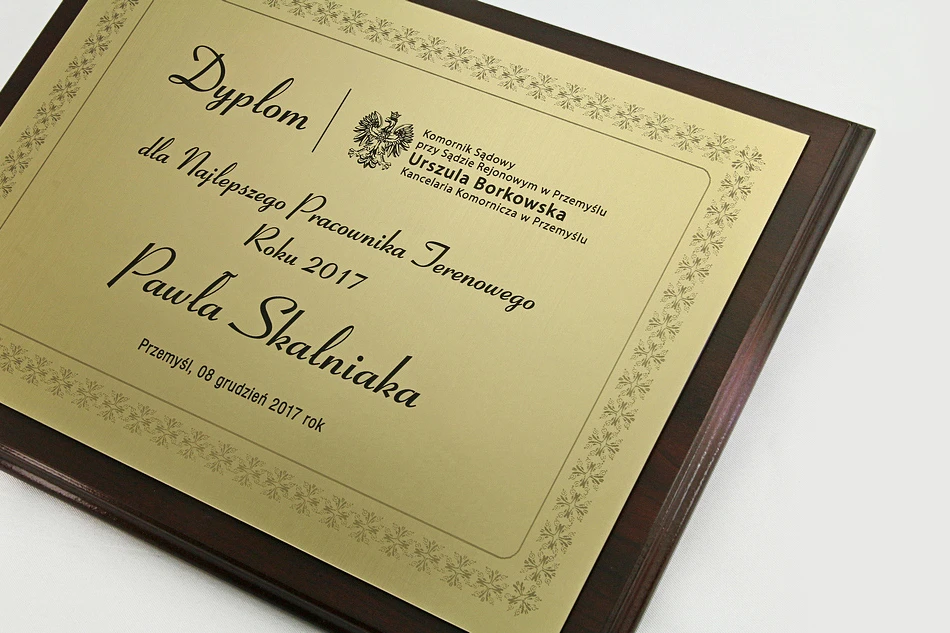 Dyplom
Komornik Sądowy
przy Sądzie Rejonowym w Przemyślu
Urszula Borkowska
Kancelaria Komornicza w Przemyślu
dla Najlepszego Pracownika Terenowego
Roku 2017
Pawła Skalniaka
Przemyśl, 08 grudzień 2017 rok